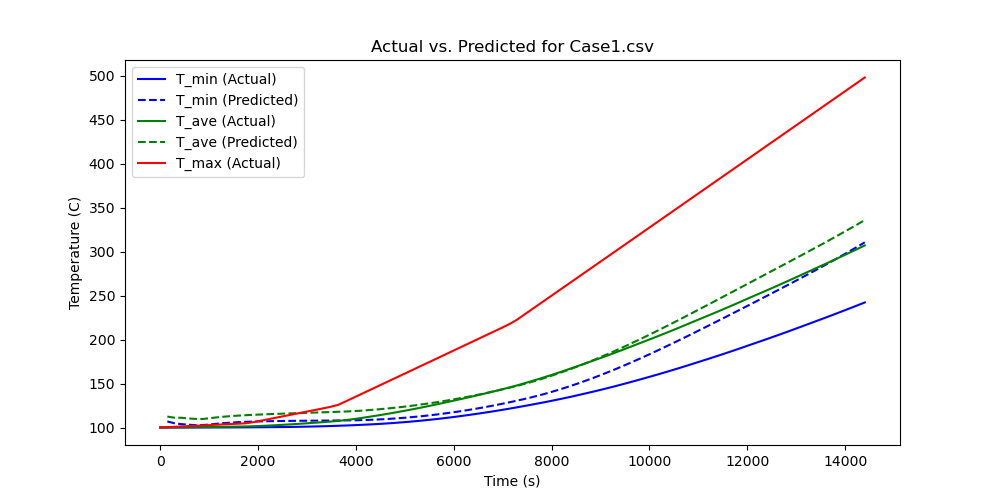 Actual vs. Predicted for Case1.csv
T_min (Actual)
T_min (Predicted)
T_ave (Actual)
T_ave (Predicted)
T_max (Actual)
Temperature (C)
500
450
400
350
300
250
200
150
100
0 2000 4000 6000 8000 10000 12000 14000
Time (s)